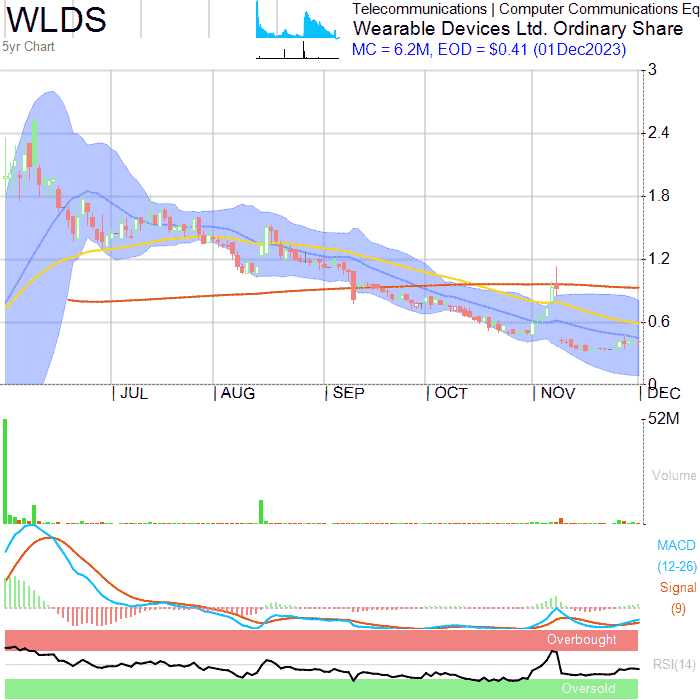 WLDS
5yr Chart
Telecommunications | Computer Communications Eq
Wearable Devices Ltd. Ordinary Share
MC = 6.2M, EOD = $0.41 (01Dec2023)
3
2.4
1.8
1.2
0.6
0
JUL
AUG
SEP
OCT
NOV
DEC
52M
Volume
MACD
(12-26)
Signal
(9)
Overbought
RSI(14)
Oversold